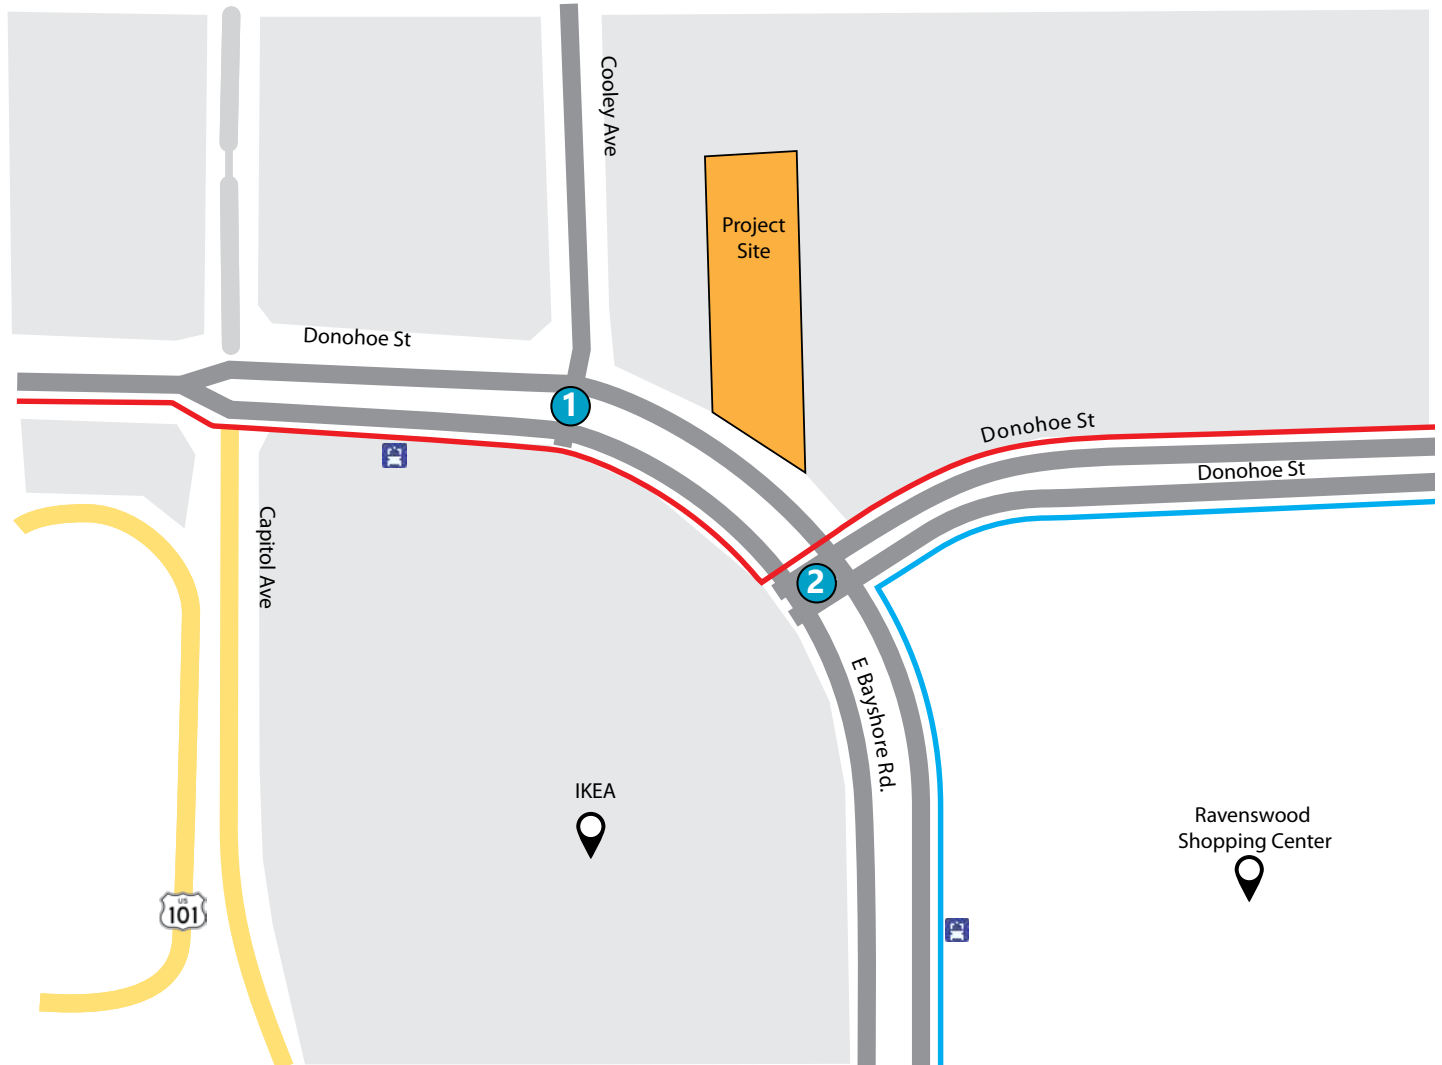 Cooley Ave
Project
Site
Donohoe St
1
Donohoe St
Donohoe St
Capitol Ave
2
E Bayshore Rd.
IKEA
Ravenswood
Shopping Center
US
101